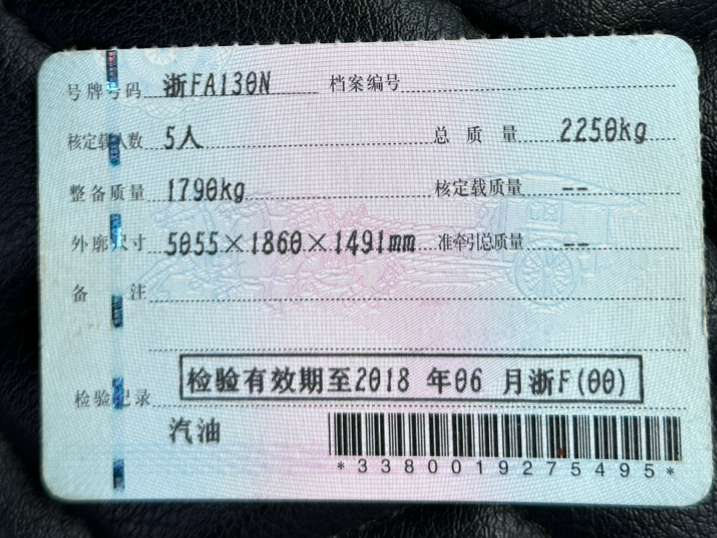 号牌号码 浙FA130N 档案编号
核定载人数 5人 总质量 2250kg
整备质量 1790kg 核定载质量 --
外廓尺寸 5055×1860×1491mm 准牵引总质量 --
备注
检验有效期至2018 年06 月浙F(00)
检验记录
汽油
*3380019275495*